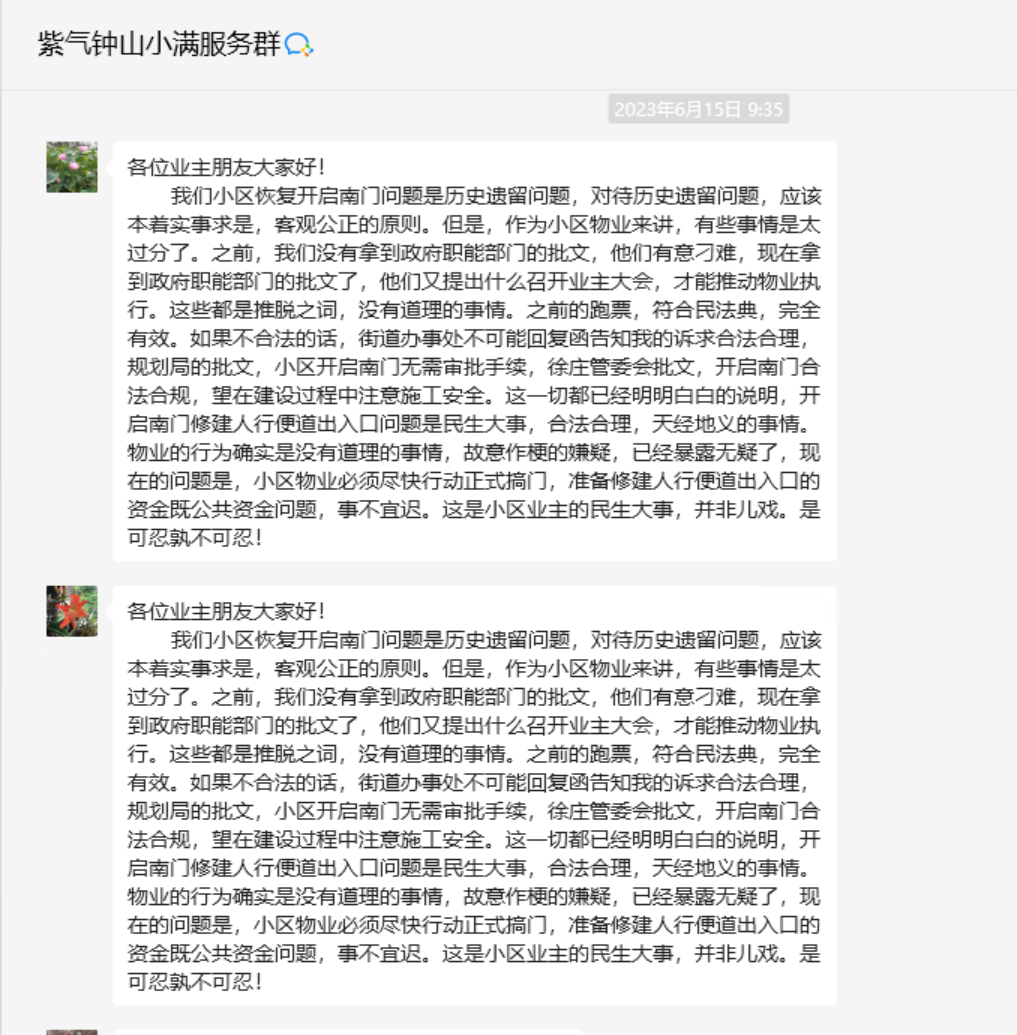 紫气钟山小满服务群
2023年6月15日 9:35
各位业主朋友大家好！
我们小区恢复开启南门问题是历史遗留问题，对待历史遗留问题，应该
本着实事求是，客观公正的原则。但是，作为小区物业来讲，有些事情是太
过分了。之前，我们没有拿到政府职能部门的批文，他们有意刁难，现在拿
到政府职能部门的批文了，他们又提出什么召开业主大会，才能推动物业执
行。这些都是推脱之词，没有道理的事情。之前的跑票，符合民法典，完全
有效。如果不合法的话，街道办事处不可能回复函告知我的诉求合法合理，
规划局的批文，小区开启南门无需审批手续，徐庄管委会批文，开启南门合
法合规，望在建设过程中注意施工安全。这一切都已经明明白白的说明，开
启南门修建人行便道出入口问题是民生大事，合法合理，天经地义的事情。
物业的行为确实是没有道理的事情，故意作梗的嫌疑，已经暴露无疑了，现
在的问题是，小区物业必须尽快行动正式搞门，准备修建人行便道出入口的
资金既公共资金问题，事不宜迟。这是小区业主的民生大事，并非儿戏。是
可忍孰不可忍！
各位业主朋友大家好！
我们小区恢复开启南门问题是历史遗留问题，对待历史遗留问题，应该
本着实事求是，客观公正的原则。但是，作为小区物业来讲，有些事情是太
过分了。之前，我们没有拿到政府职能部门的批文，他们有意刁难，现在拿
到政府职能部门的批文了，他们又提出什么召开业主大会，才能推动物业执
行。这些都是推脱之词，没有道理的事情。之前的跑票，符合民法典，完全
有效。如果不合法的话，街道办事处不可能回复函告知我的诉求合法合理，
规划局的批文，小区开启南门无需审批手续，徐庄管委会批文，开启南门合
法合规，望在建设过程中注意施工安全。这一切都已经明明白白的说明，开
启南门修建人行便道出入口问题是民生大事，合法合理，天经地义的事情。
物业的行为确实是没有道理的事情，故意作梗的嫌疑，已经暴露无疑了，现
在的问题是，小区物业必须尽快行动正式搞门，准备修建人行便道出入口的
资金既公共资金问题，事不宜迟。这是小区业主的民生大事，并非儿戏。是
可忍孰不可忍！